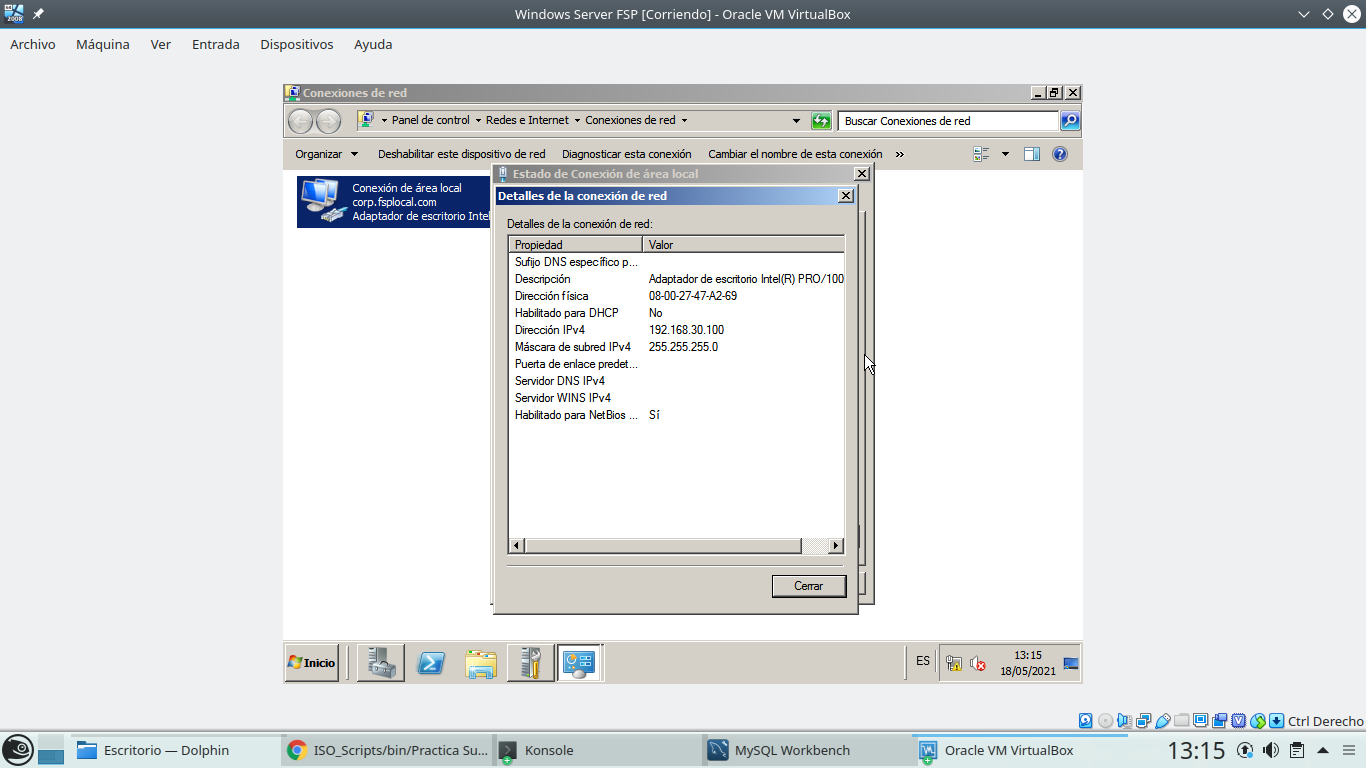 Windows Server FSP [Corriendo] - Oracle VM VirtualBox
Archivo Máquina Ver Entrada Dispositivos Ayuda
Conexiones de red
Panel de control Redes e Internet Conexiones de red
Buscar Conexiones de red
Organizar Deshabilitar este dispositivo de red Diagnosticar esta conexión Cambiar el nombre de esta conexión »
Conexión de área local
corp.fsplocal.com
Adaptador de escritorio Intel
Estado de Conexión de área local
Detalles de la conexión de red
Detalles de la conexión de red:
Propiedad Valor
Sufijo DNS específico p...
Descripción Adaptador de escritorio Intel(R) PRO/100
Dirección física 08-00-27-47-A2-69
Habilitado para DHCP No
Dirección IPv4 192.168.30.100
Máscara de subred IPv4 255.255.255.0
Puerta de enlace predet...
Servidor DNS IPv4
Servidor WINS IPv4
Habilitado para NetBios ... Sí
Cerrar
Inicio
ES
13:15
18/05/2021
Ctrl Derecho
Escritorio — Dolphin
ISO_Scripts/bin/Practica Su...
Konsole
MySQL Workbench
Oracle VM VirtualBox
13:15